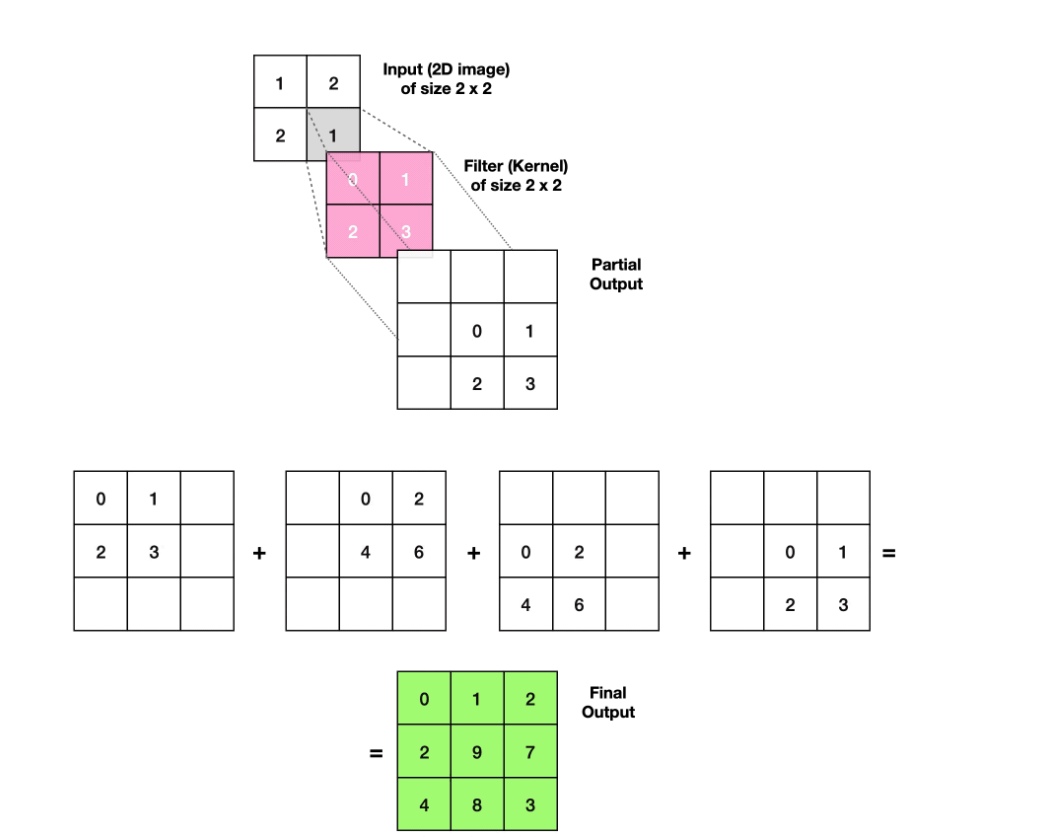 1 2
Input (2D image)
of size 2 x 2
2 1
0 1
Filter (Kernel)
of size 2 x 2
2 3
Partial
Output
0 1
2 3
0 1 0 2
2 3 + 4 6 + 0 2 + 0 1 =
4 6 2 3
0 1 2
Final
Output
= 2 9 7
4 8 3